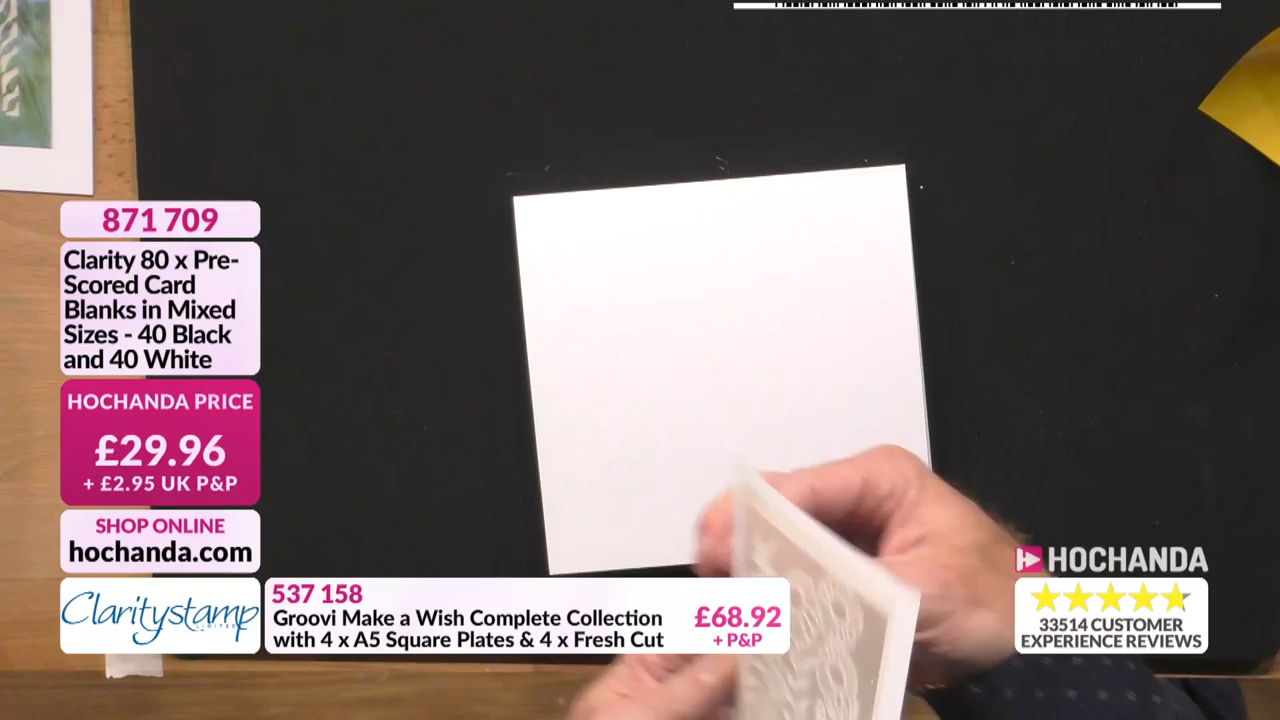 871 709
Clarity 80 x Pre-
Scored Card
Blanks in Mixed
Sizes - 40 Black
and 40 White
HOCHANDA PRICE
£29.96
+ £2.95 UK P&P
SHOP ONLINE
hochanda.com
Claritystamp
LIMITED
537 158
Groovi Make a Wish Complete Collection
with 4 x A5 Square Plates & 4 x Fresh Cut
£68.92
+ P&P
HOCHANDA
33514 CUSTOMER
EXPERIENCE REVIEWS